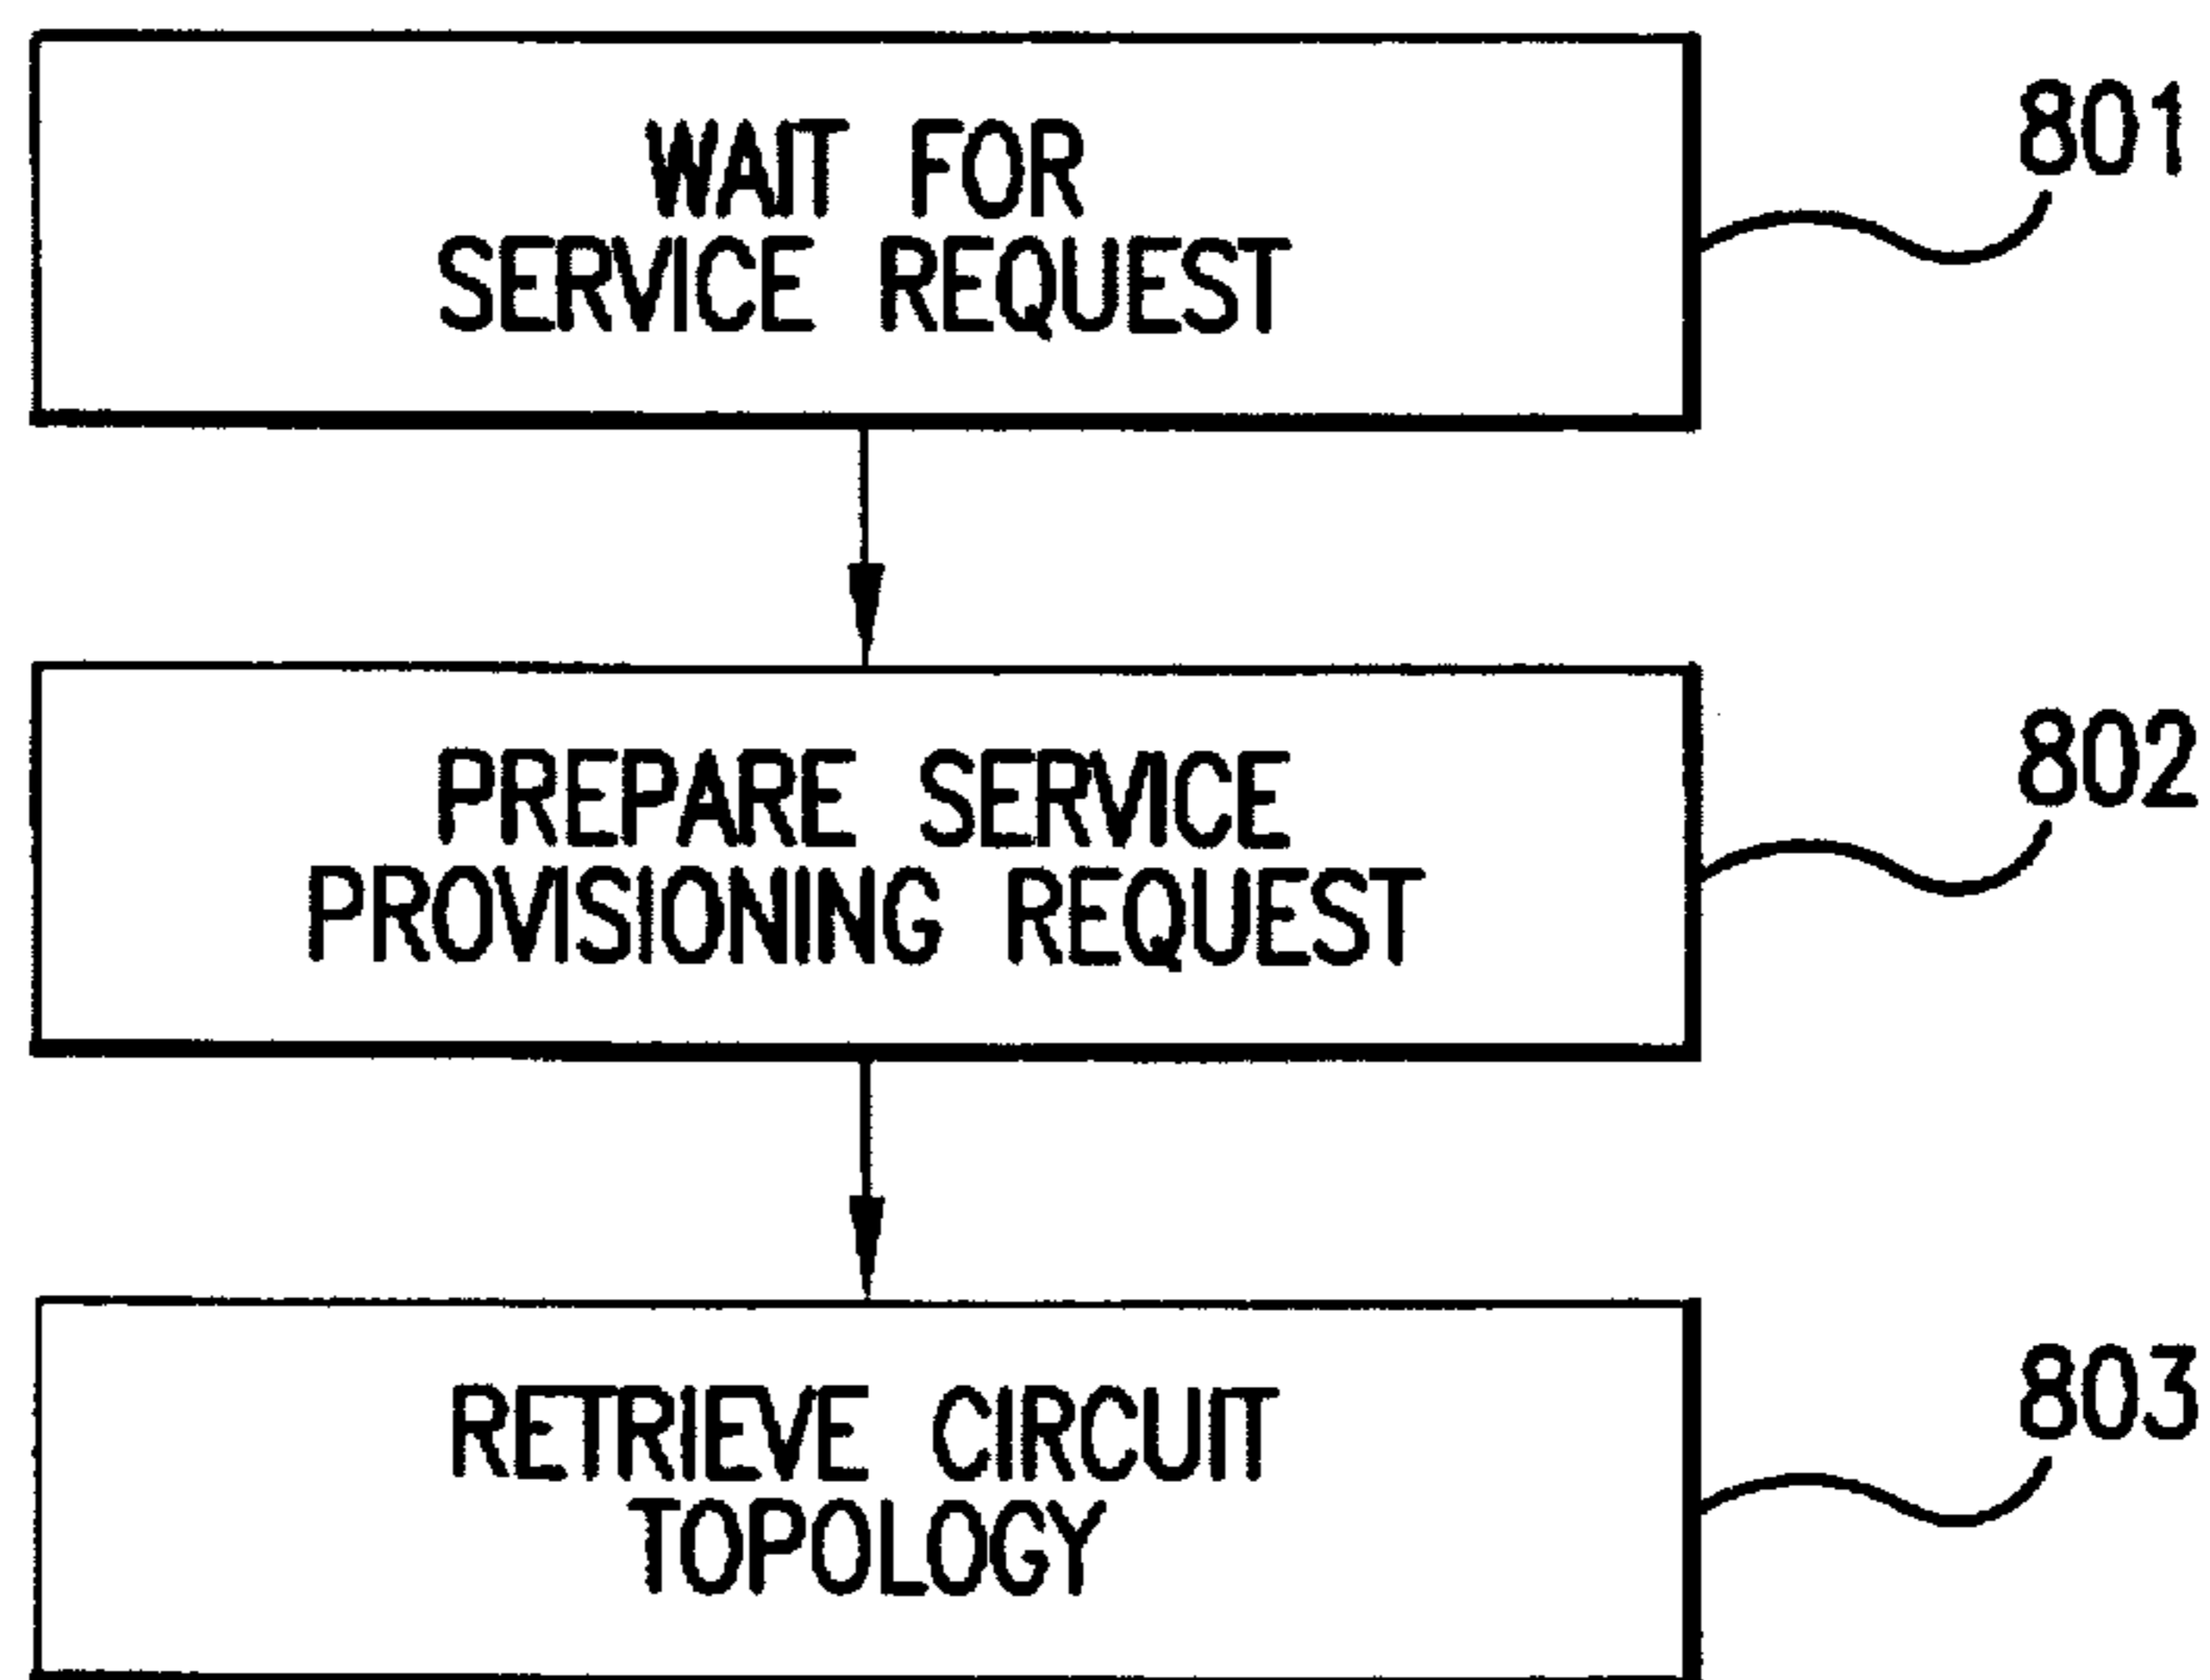 WAIT FOR
SERVICE REQUEST
801
PREPARE SERVICE
PROVISIONING REQUEST
802
RETRIEVE CIRCUIT
TOPOLOGY
803